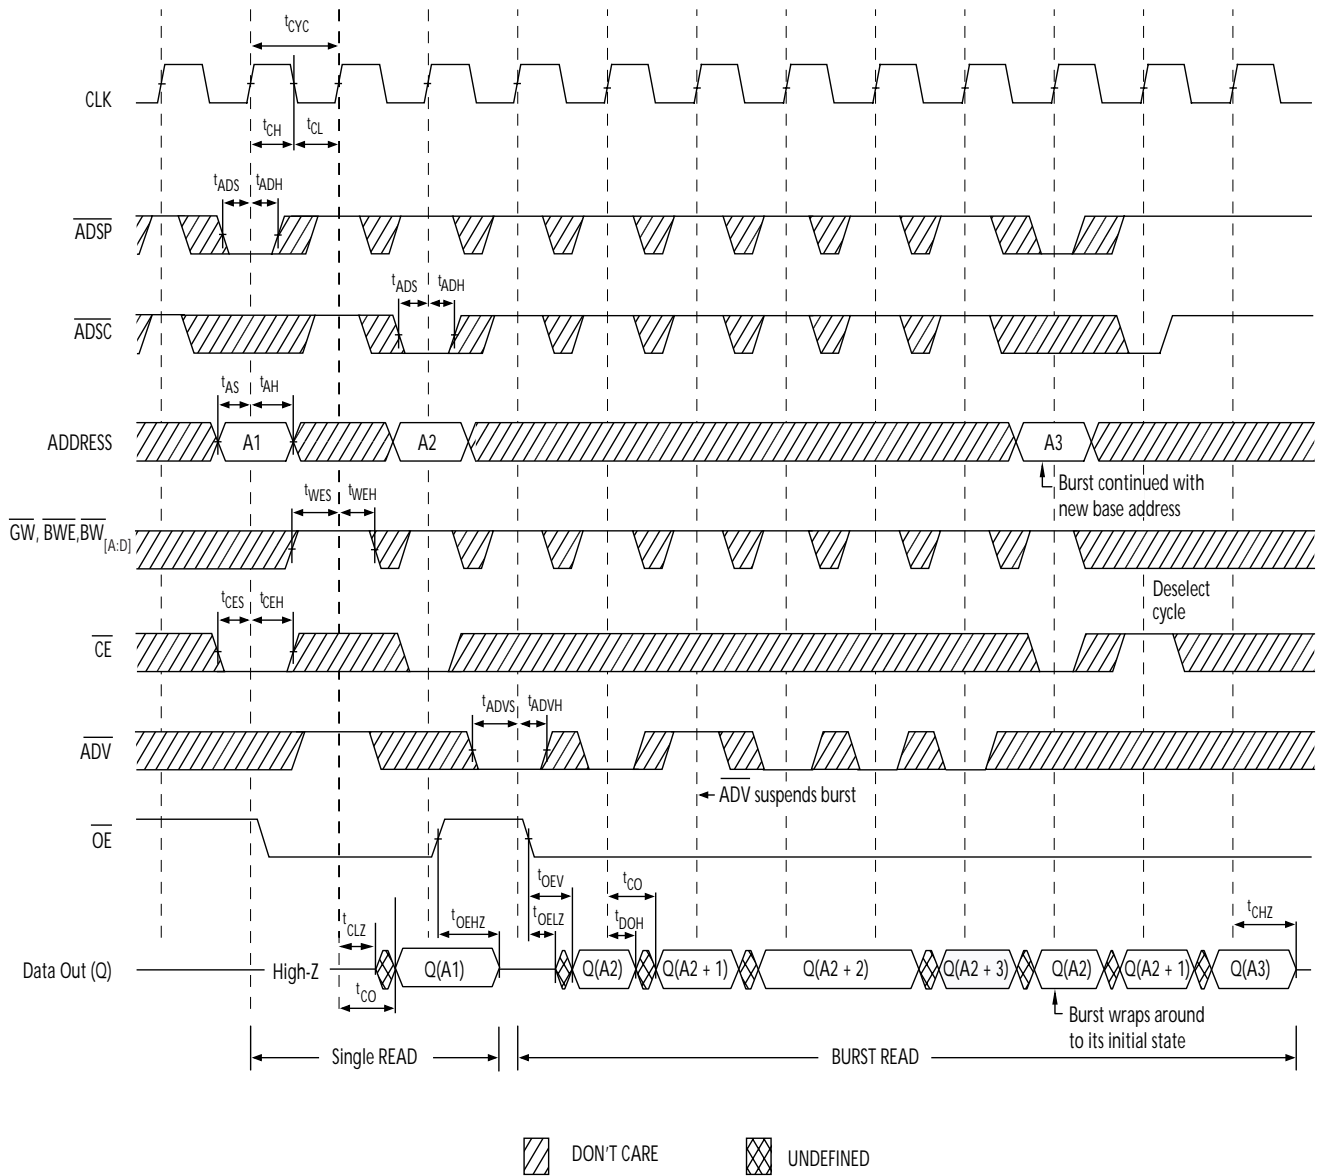 tCYC
CLK
tCH tCL
tADS tADH
ADSP
tADS tADH
ADSC
tAS tAH
ADDRESS A1 A2 A3
Burst continued with
new base address
tWES tWEH
GW, BWE,BW[A:D]
Deselect
cycle
tCES tCEH
CE
tADVS tADVH
ADV
ADV suspends burst
OE
tOEV tCO
tCLZ tOEHZ tOELZ tDOH tCHZ
Data Out (Q) High-Z Q(A1) Q(A2) Q(A2 + 1) Q(A2 + 2) Q(A2 + 3) Q(A2) Q(A2 + 1) Q(A3)
tCO
Burst wraps around
to its initial state
Single READ BURST READ
DON'T CARE UNDEFINED